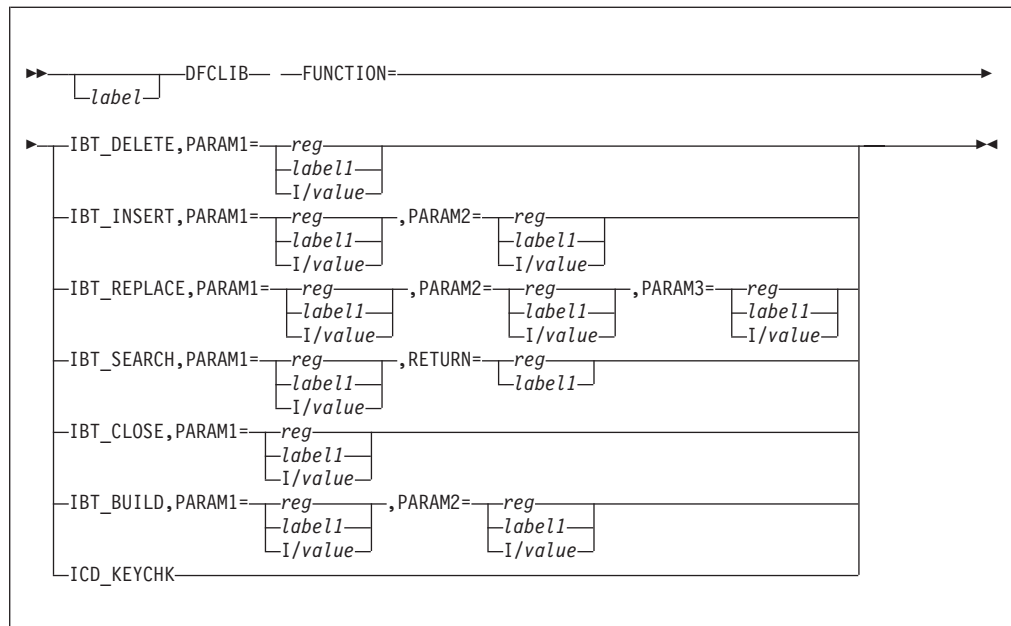 DFCLIB FUNCTION=
label
IBT_DELETE,PARAM1= reg
label1
I/value
IBT_INSERT,PARAM1= reg ,PARAM2= reg
label1 label1
I/value I/value
IBT_REPLACE,PARAM1= reg ,PARAM2= reg ,PARAM3= reg
label1 label1 label1
I/value I/value I/value
IBT_SEARCH,PARAM1= reg ,RETURN= reg
label1 label1
I/value
IBT_CLOSE,PARAM1= reg
label1
I/value
IBT_BUILD,PARAM1= reg ,PARAM2= reg
label1 label1
I/value I/value
ICD_KEYCHK